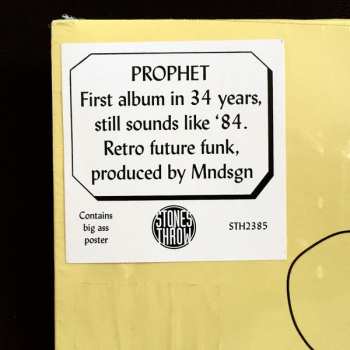 PROPHET
First album in 34 years,
still sounds like ‘84.
Retro future funk,
produced by Mndsgn
Contains
big ass
poster
STONES
THROW
STH2385